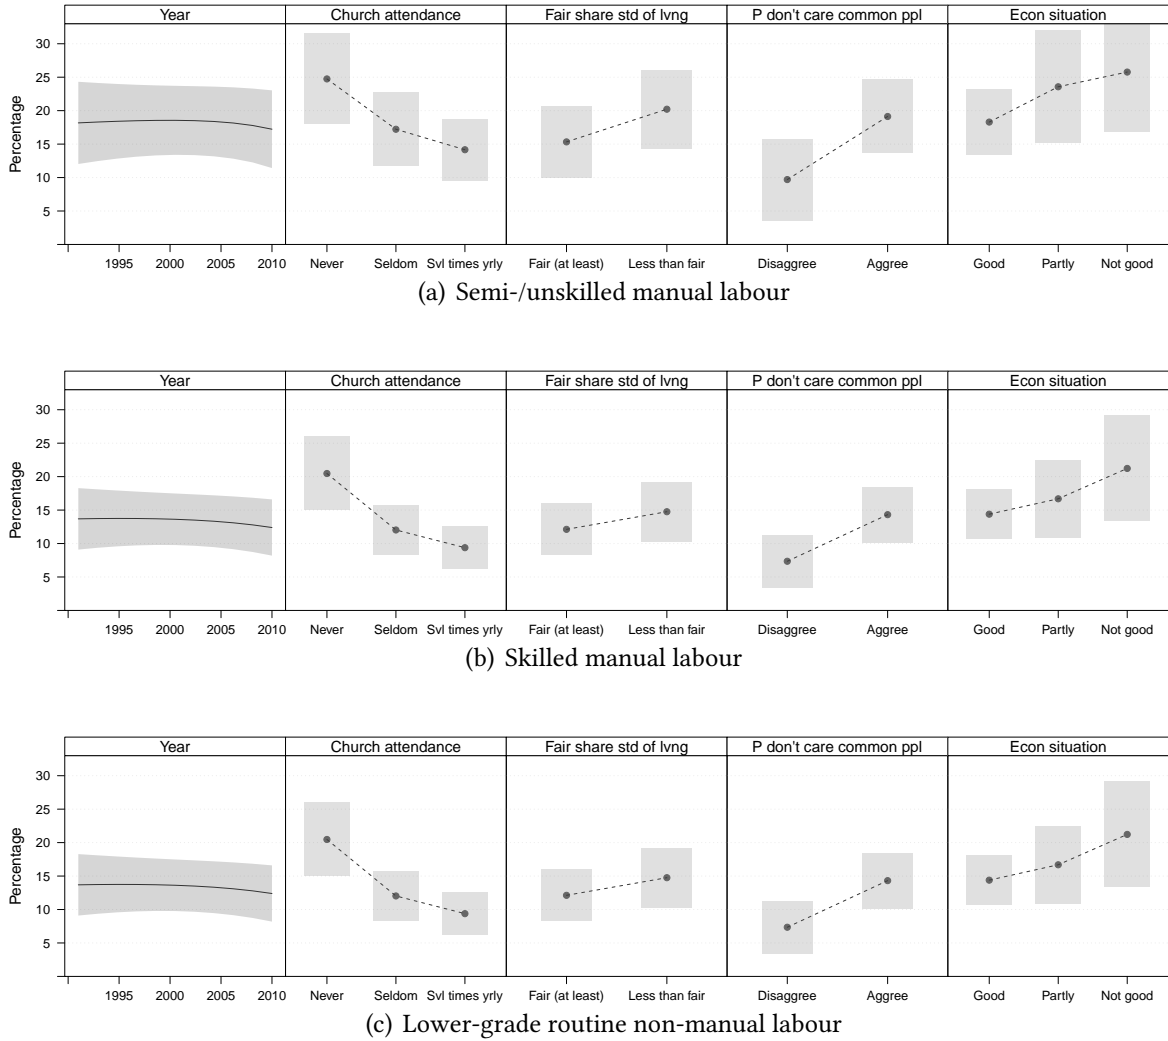 Year Church attendance Fair share std of lvng P don't care common ppl Econ situation
Percentage
30
25
20
15
10
5
1995 2000 2005 2010 Never Seldom Svl times yrly Fair (at least) Less than fair Disaggree Aggree Good Partly Not good
(a) Semi-/unskilled manual labour
Year Church attendance Fair share std of lvng P don't care common ppl Econ situation
Percentage
30
25
20
15
10
5
1995 2000 2005 2010 Never Seldom Svl times yrly Fair (at least) Less than fair Disaggree Aggree Good Partly Not good
(b) Skilled manual labour
Year Church attendance Fair share std of lvng P don't care common ppl Econ situation
Percentage
30
25
20
15
10
5
1995 2000 2005 2010 Never Seldom Svl times yrly Fair (at least) Less than fair Disaggree Aggree Good Partly Not good
(c) Lower-grade routine non-manual labour